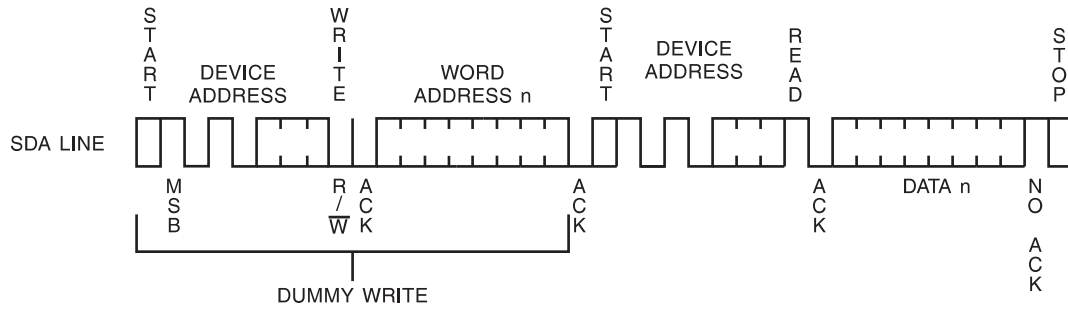 START
DEVICE
ADDRESS
WRITE
WORD
ADDRESS n
START
DEVICE
ADDRESS
READ
STOP
SDA LINE
MSB
R/W̅
ACK
ACK
ACK
DATA n
NO ACK
DUMMY WRITE